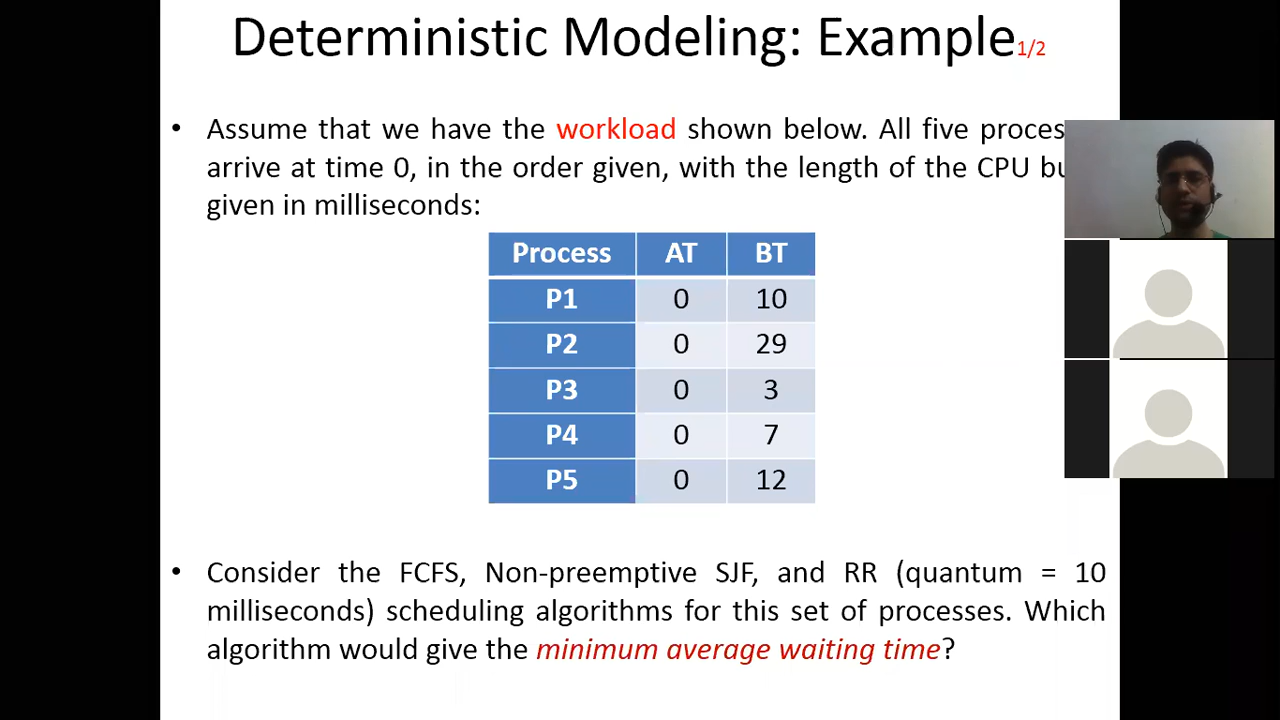 Deterministic Modeling: Example 1/2
• Assume that we have the workload shown below. All five
arrive at time 0, in the order given, with the length of the CPU
given in milliseconds:
Process AT BT
P1 0 10
P2 0 29
P3 0 3
P4 0 7
P5 0 12
• Consider the FCFS, Non-preemptive SJF, and RR (quantum = 10
milliseconds) scheduling algorithms for this set of processes. Which
algorithm would give the minimum average waiting time?